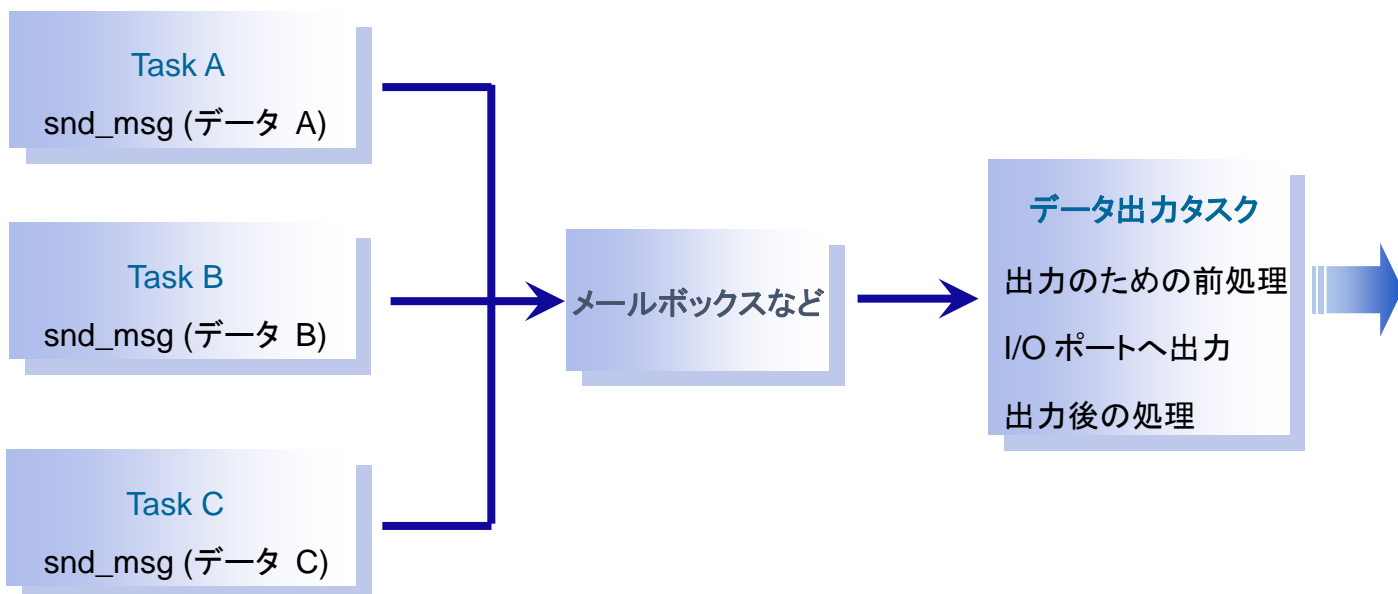 Task A
snd_msg (データ A)
Task B
snd_msg (データ B)
Task C
snd_msg (データ C)
メールボックスなど
データ出力タスク
出力のための前処理
I/O ポートへ出力
出力後の処理